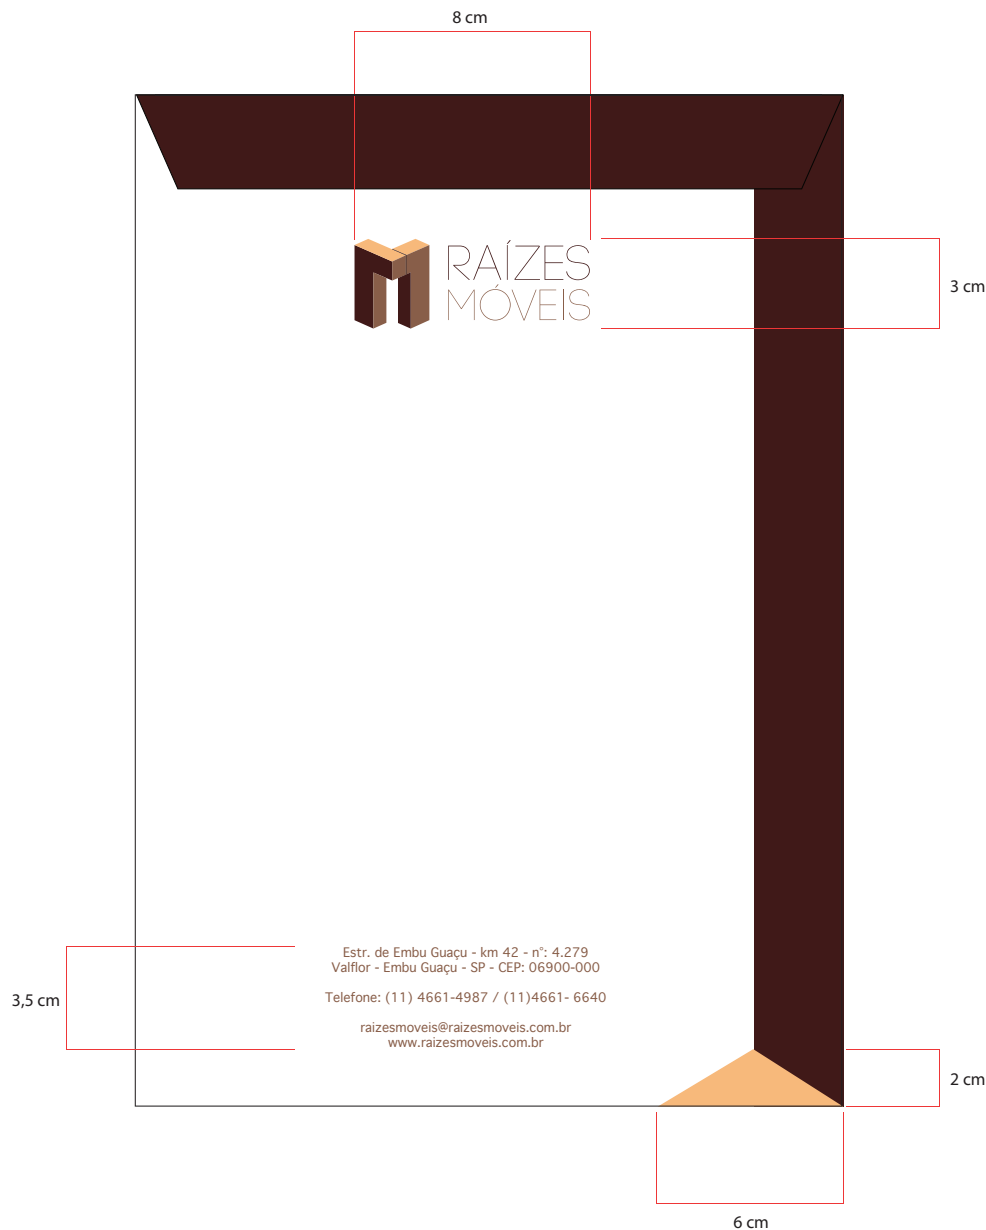 8 cm
RAÍZES
MÓVEIS
3 cm
Estr. de Embu Guaçu - km 42 - n°: 4.279
Valflor - Embu Guaçu - SP - CEP: 06900-000
Telefone: (11) 4661-4987 / (11)4661- 6640
raizesmoveis@raizesmoveis.com.br
www.raizesmoveis.com.br
3,5 cm
2 cm
6 cm